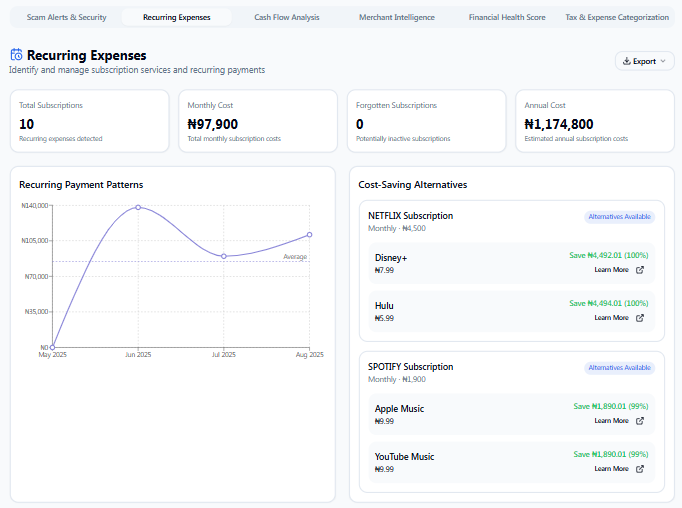 Scam Alerts & Security
Recurring Expenses
Cash Flow Analysis
Merchant Intelligence
Financial Health Score
Tax & Expense Categorization
Recurring Expenses
Identify and manage subscription services and recurring payments
Export
Total Subscriptions
10
Recurring expenses detected
Monthly Cost
₦97,900
Total monthly subscription costs
Forgotten Subscriptions
0
Potentially inactive subscriptions
Annual Cost
₦1,174,800
Estimated annual subscription costs
Recurring Payment Patterns
₦140,000
₦105,000
₦70,000
₦35,000
₦0
Average
May 2025
Jun 2025
Jul 2025
Aug 2025
Cost-Saving Alternatives
NETFLIX Subscription
Alternatives Available
Monthly · ₦4,500
Disney+
Save ₦4,492.01 (100%)
₦7.99
Learn More
Hulu
Save ₦4,494.01 (100%)
₦5.99
Learn More
SPOTIFY Subscription
Alternatives Available
Monthly · ₦1,900
Apple Music
Save ₦1,890.01 (99%)
₦9.99
Learn More
YouTube Music
Save ₦1,890.01 (99%)
₦9.99
Learn More